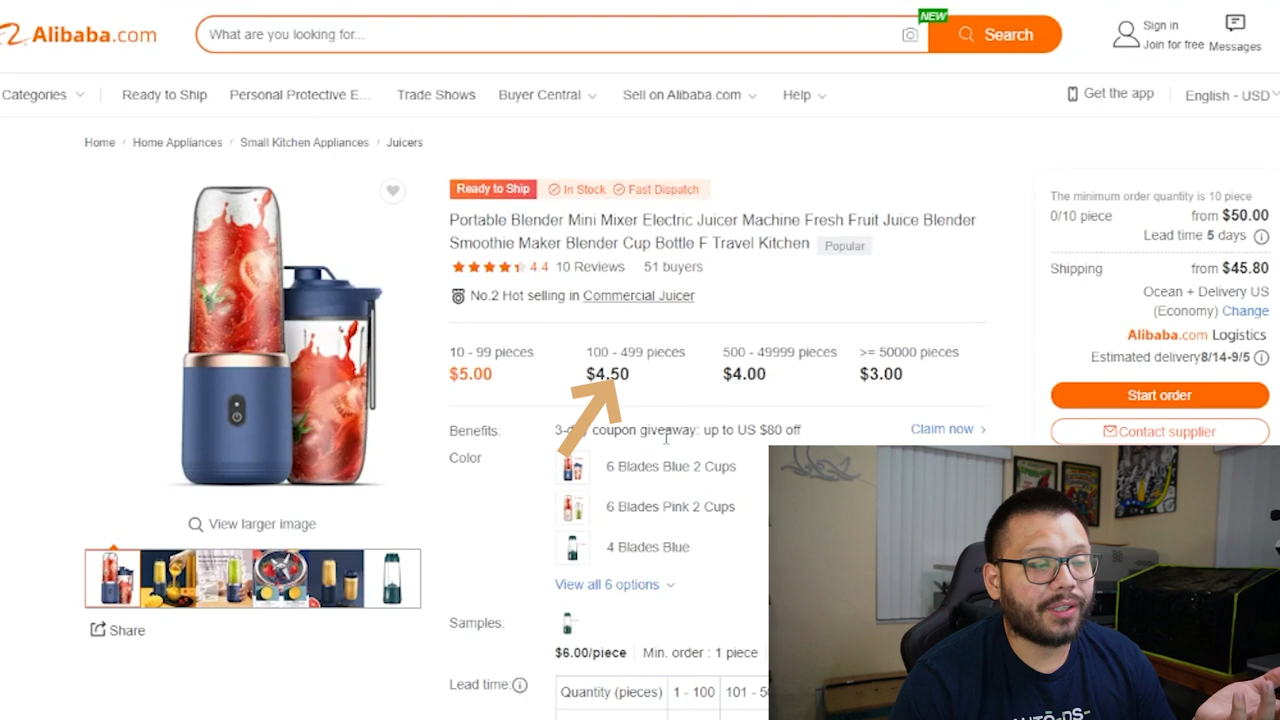 Alibaba.com
What are you looking for...
NEW
Search
Sign in
Join for free
Messages
Categories
Ready to Ship
Personal Protective E...
Trade Shows
Buyer Central
Sell on Alibaba.com
Help
Get the app
English - USD
Home / Home Appliances / Small Kitchen Appliances / Juicers
Ready to Ship In Stock Fast Dispatch
Portable Blender Mini Mixer Electric Juicer Machine Fresh Fruit Juice Blender
Smoothie Maker Blender Cup Bottle F Travel Kitchen Popular
4.4 10 Reviews 51 buyers
No.2 Hot selling in Commercial Juicer
10 - 99 pieces 100 - 499 pieces 500 - 49999 pieces >= 50000 pieces
$5.00 $4.50 $4.00 $3.00
Benefits: coupon giveaway: up to US $80 off Claim now
Color
6 Blades Blue 2 Cups
6 Blades Pink 2 Cups
4 Blades Blue
View all 6 options
Samples:
$6.00/piece Min. order : 1 piece
Lead time:
Quantity (pieces) 1 - 100 101 - 5
View larger image
Share
The minimum order quantity is 10 piece
0/10 piece from $50.00
Lead time 5 days
Shipping from $45.80
Ocean + Delivery US
(Economy) Change
Alibaba.com Logistics
Estimated delivery8/14-9/5
Start order
Contact supplier